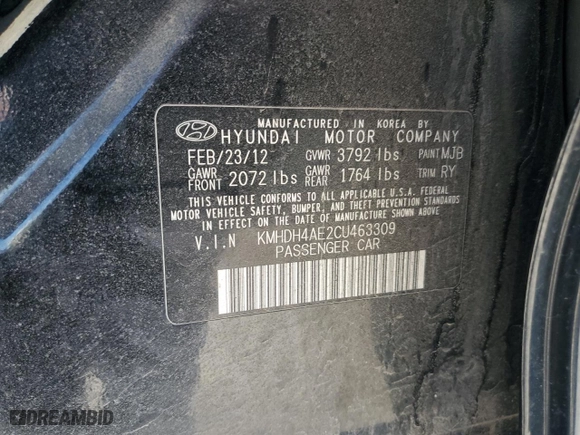 MANUFACTURED IN KOREA BY
HYUNDAI MOTOR COMPANY
FEB/23/12 GVWR 3792 lbs PAINT MJB
GAWR FRONT 2072 lbs GAWR REAR 1764 lbs TRIM RY
THIS VEHICLE CONFORMS TO ALL APPLICABLE U.S.A. FEDERAL
MOTOR VEHICLE SAFETY, BUMPER, AND THEFT PREVENTION STANDARDS
IN EFFECT ON THE DATE OF MANUFACTURE SHOWN ABOVE.
V.I.N KMHDH4AE2CU463309
PASSENGER CAR
DREAMBID